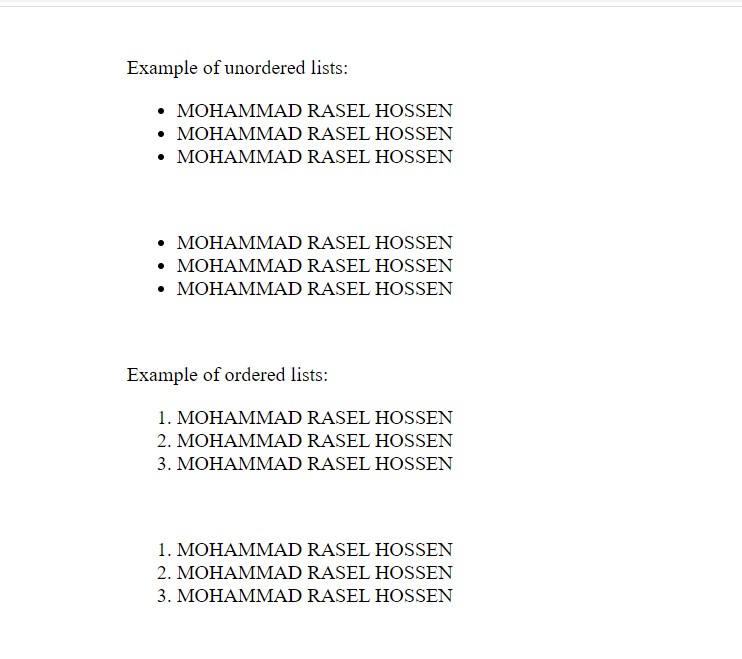 Example of unordered lists:
• MOHAMMAD RASEL HOSSEN
• MOHAMMAD RASEL HOSSEN
• MOHAMMAD RASEL HOSSEN
• MOHAMMAD RASEL HOSSEN
• MOHAMMAD RASEL HOSSEN
• MOHAMMAD RASEL HOSSEN
Example of ordered lists:
1. MOHAMMAD RASEL HOSSEN
2. MOHAMMAD RASEL HOSSEN
3. MOHAMMAD RASEL HOSSEN
1. MOHAMMAD RASEL HOSSEN
2. MOHAMMAD RASEL HOSSEN
3. MOHAMMAD RASEL HOSSEN